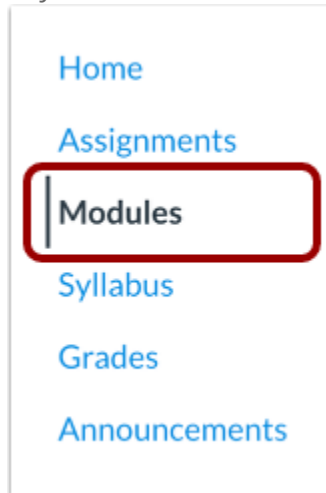 Home
Assignments
Modules
Syllabus
Grades
Announcements